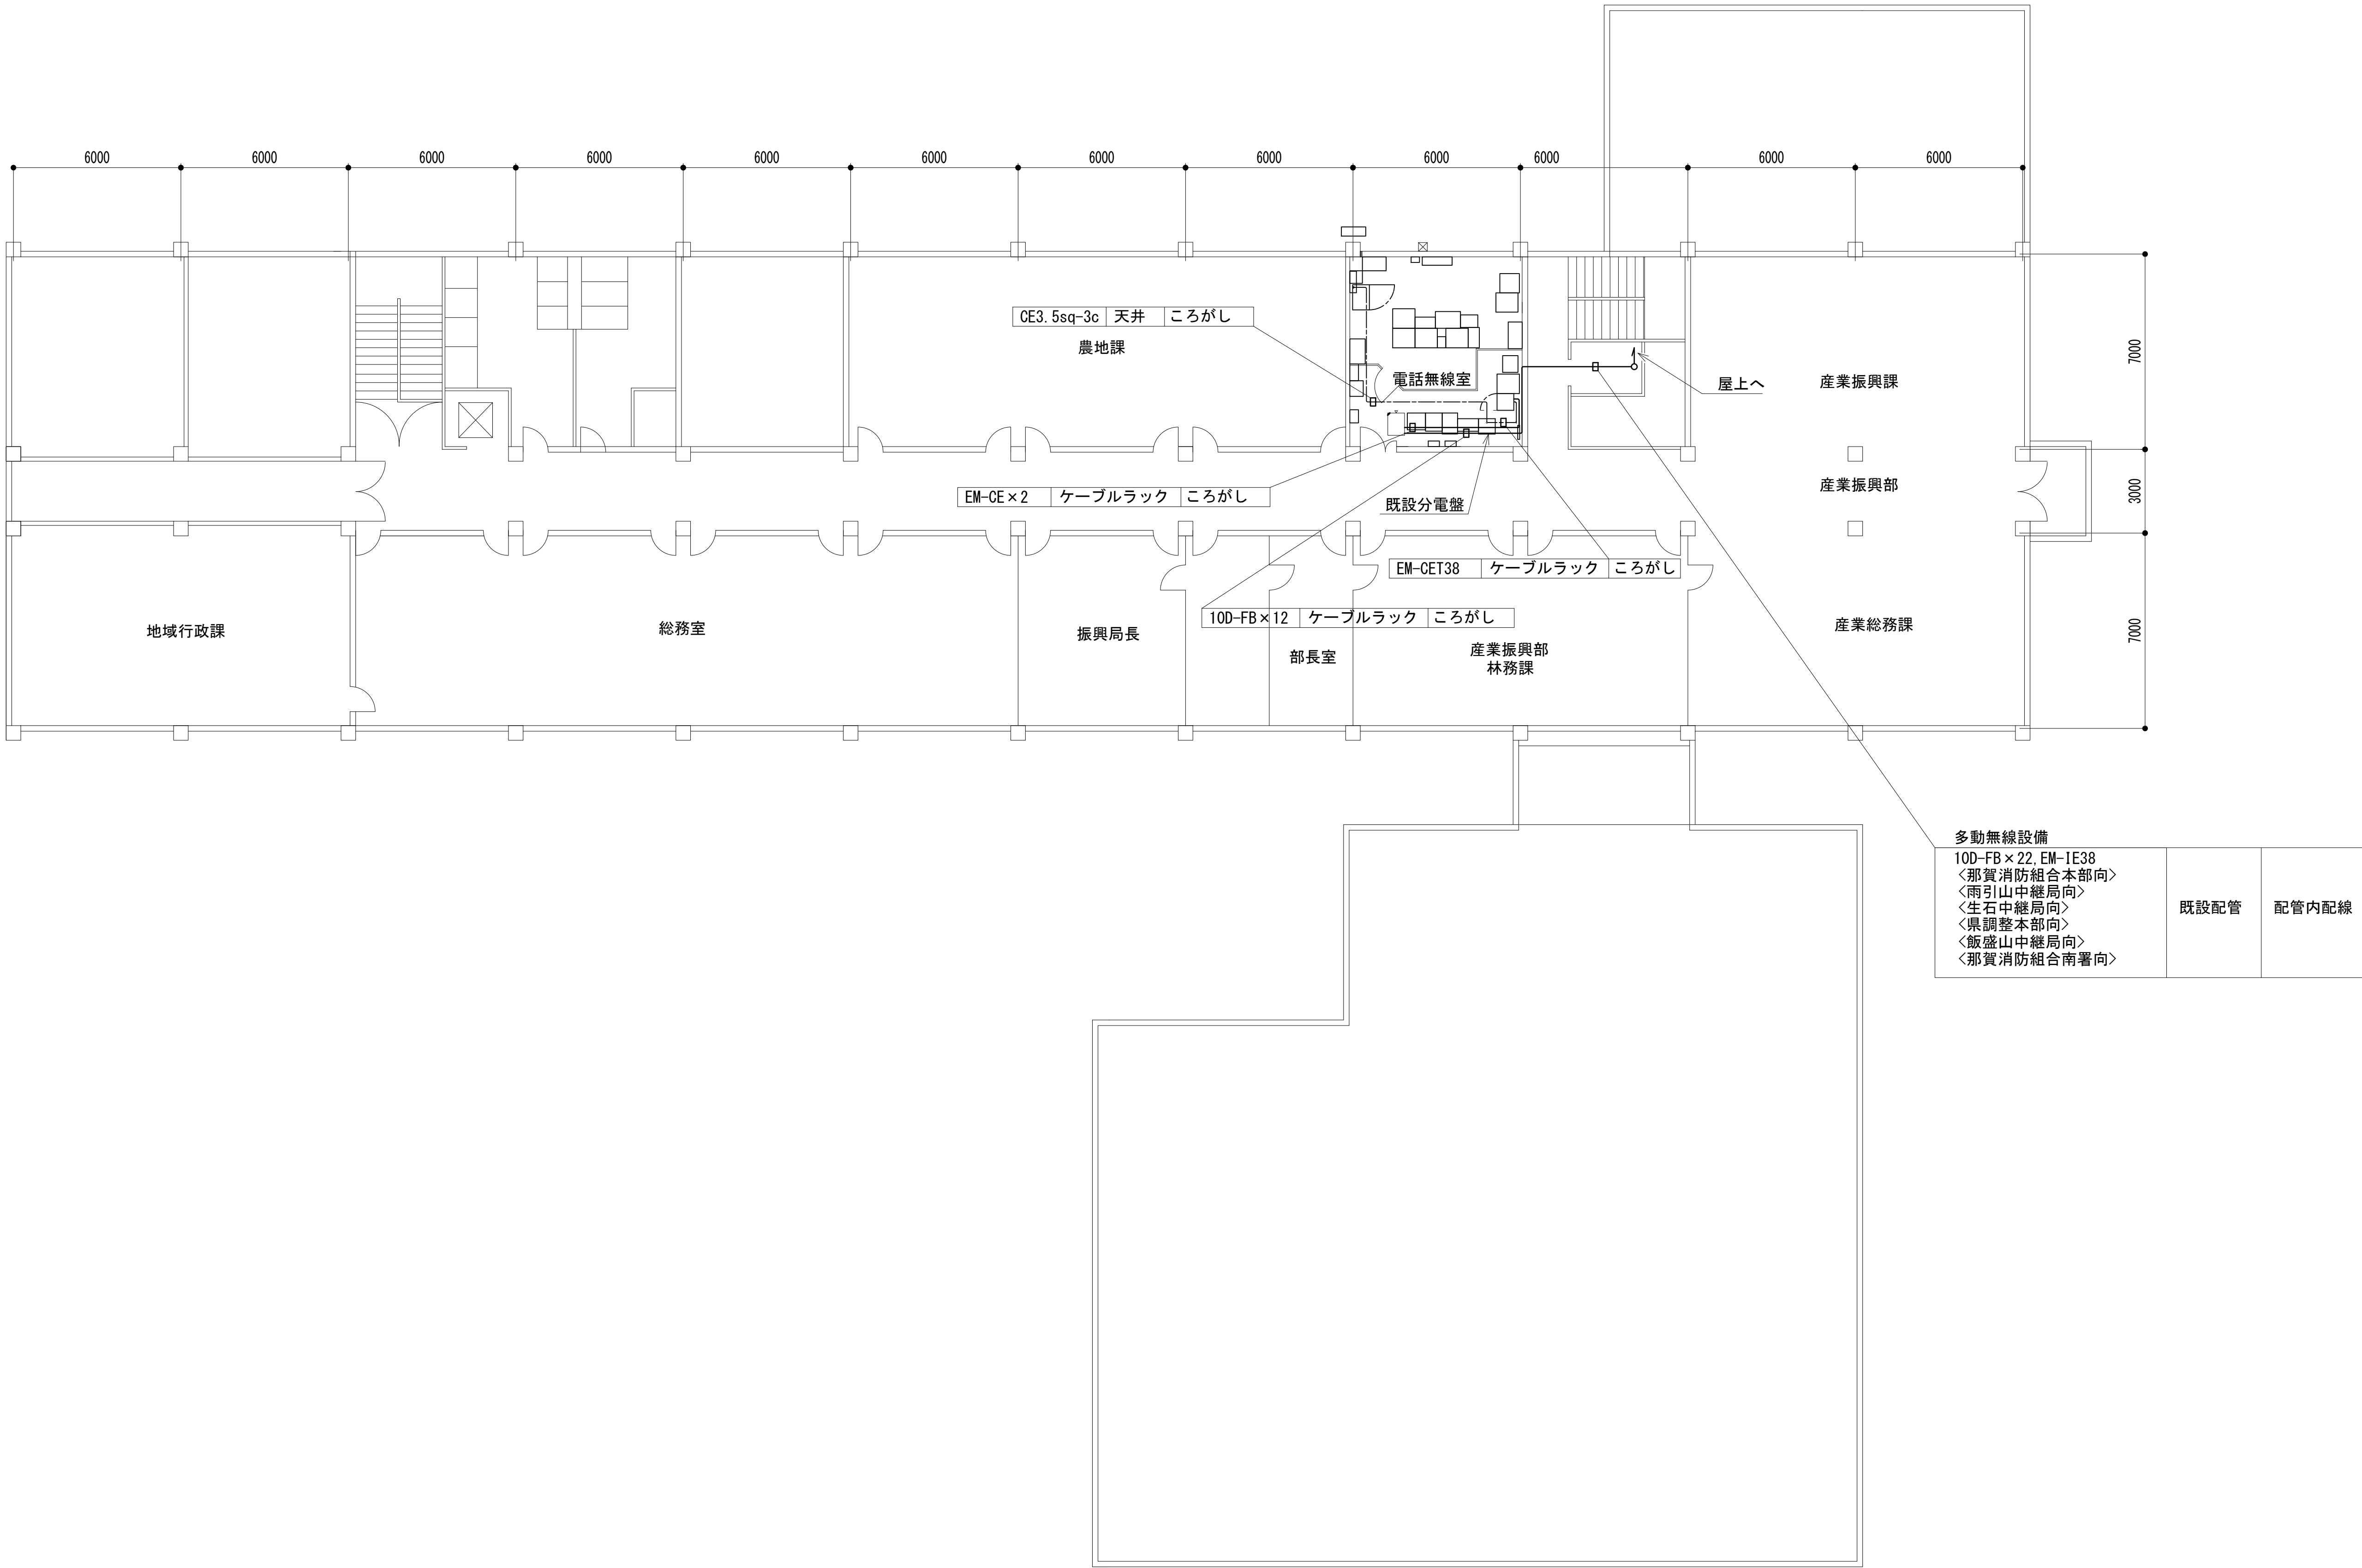 6000 6000 6000 6000 6000 6000 6000 6000 6000 6000 6000 6000
CE3.5sq-3c 天井 ころがし
農地課
電話無線室
屋上へ
産業振興課
7000
EM-CE×2 ケーブルラック ころがし
既設分電盤
産業振興部
3000
EM-CET38 ケーブルラック ころがし
10D-FB×12 ケーブルラック ころがし
地域行政課
総務室
振興局長
部長室
産業振興部
林務課
産業総務課
7000
多動無線設備
10D-FB×22,EM-IE38
<那賀消防組合本部向>
<雨引山中継局向>
<生石中継局向>
<県調整本部向>
<飯盛山中継局向>
<那賀消防組合南署向>
既設配管
配管内配線